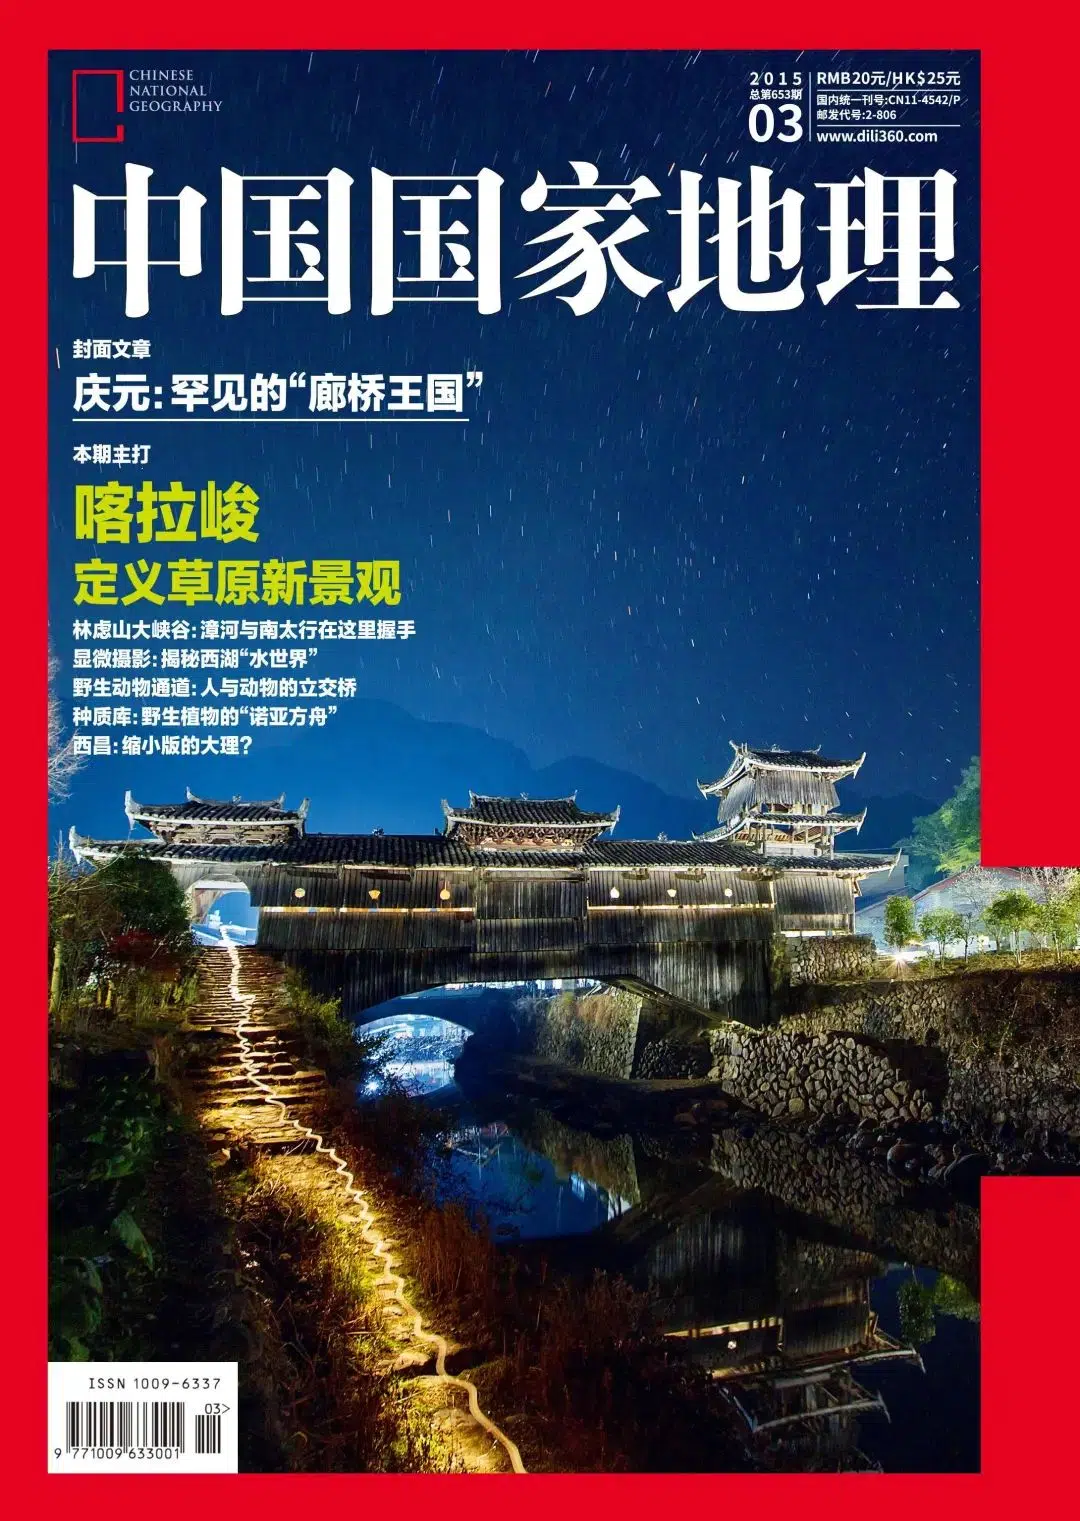 CHINESE
NATIONAL
GEOGRAPHY
2015
总第653期
03
RMB20元/HK$25元
国内统一刊号:CN11-4542/P
邮发代号:2-806
www.dili360.com
中国国家地理
封面文章
庆元:罕见的“廊桥王国”
本期主打
喀拉峻
定义草原新景观
林虑山大峡谷:漳河与南太行在这里握手
显微摄影:揭秘西湖“水世界”
野生动物通道:人与动物的立交桥
种质库:野生植物的“诺亚方舟”
西昌:缩小版的大理?
ISSN 1009-6337
03>
9 771009 633001